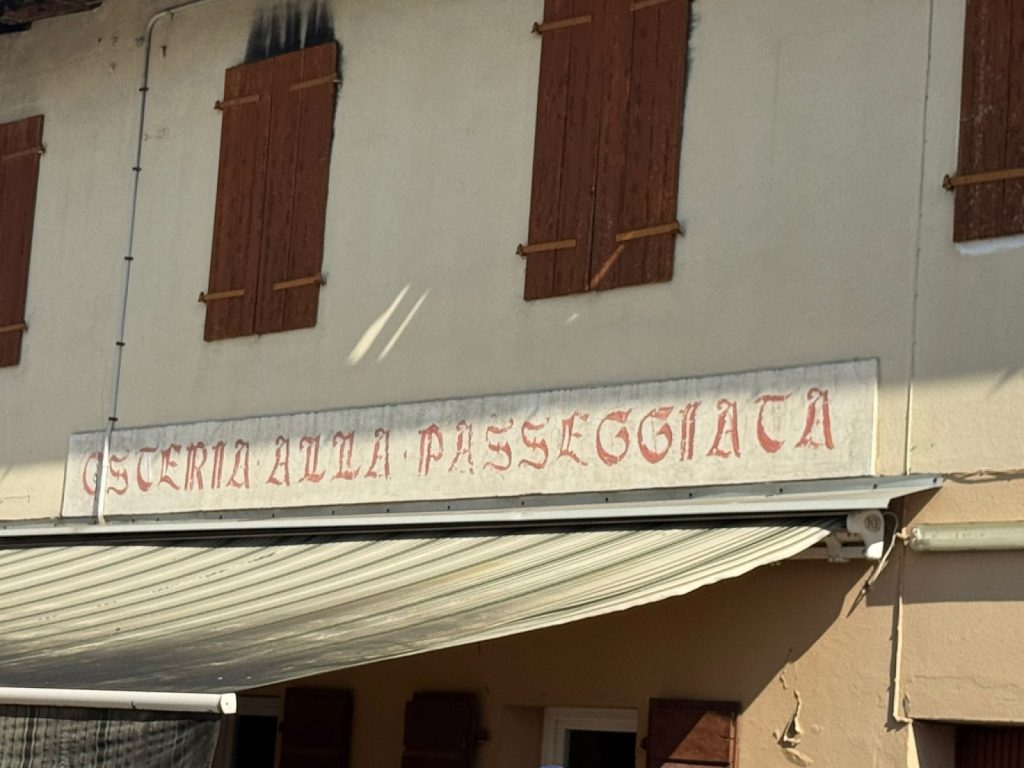 OSTERIA · ALLA · PASSEGGIATA